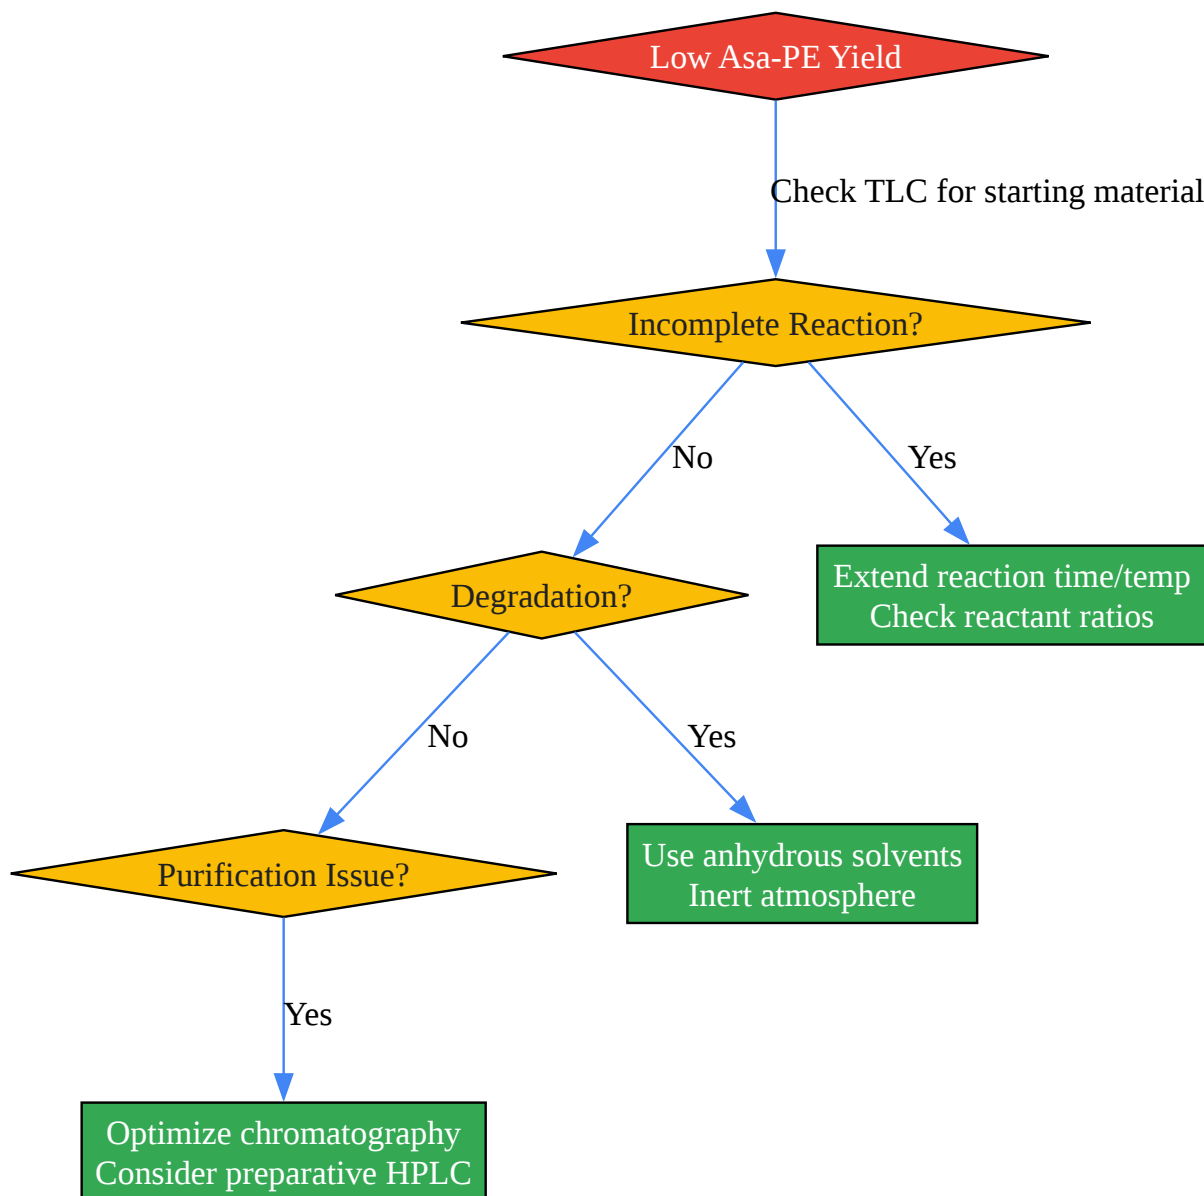 Low Asa-PE Yield
Check TLC for starting material
Incomplete Reaction?
No
Yes
Extend reaction time/temp
Check reactant ratios
Degradation?
No
Yes
Use anhydrous solvents
Inert atmosphere
Purification Issue?
Yes
Optimize chromatography
Consider preparative HPLC